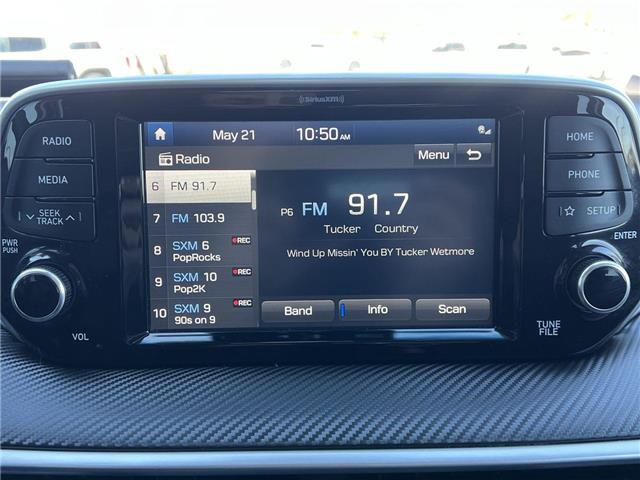 SiriusXM
May 21 10:50 AM
Radio Menu
6 FM 91.7
7 FM 103.9
8 SXM 6 REC
PopRocks
9 SXM 10 REC
Pop2K
10 SXM 9 REC
90s on 9
P6 FM 91.7
Tucker Country
Wind Up Missin' You BY Tucker Wetmore
Band Info Scan
RADIO
MEDIA
SEEK
TRACK
PWR
PUSH
VOL
HOME
PHONE
SETUP
ENTER
TUNE
FILE